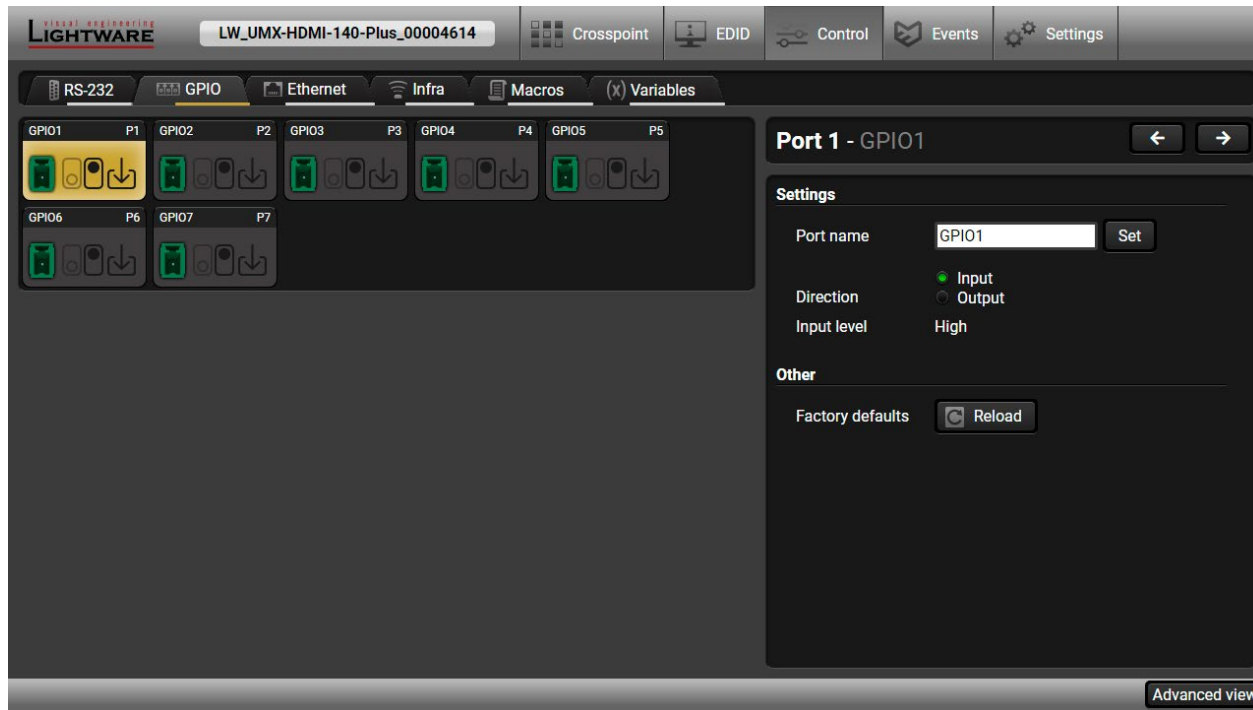 visual engineering
LIGHTWARE
LW_UMX-HDMI-140-Plus_00004614
Crosspoint
EDID
Control
Events
Settings
RS-232
GPIO
Ethernet
Infra
Macros
(x) Variables
GPIO1 P1
GPIO2 P2
GPIO3 P3
GPIO4 P4
GPIO5 P5
GPIO6 P6
GPIO7 P7
Port 1 - GPIO1
Settings
Port name GPIO1 Set
Input
Direction Output
Input level High
Other
Factory defaults Reload
Advanced view